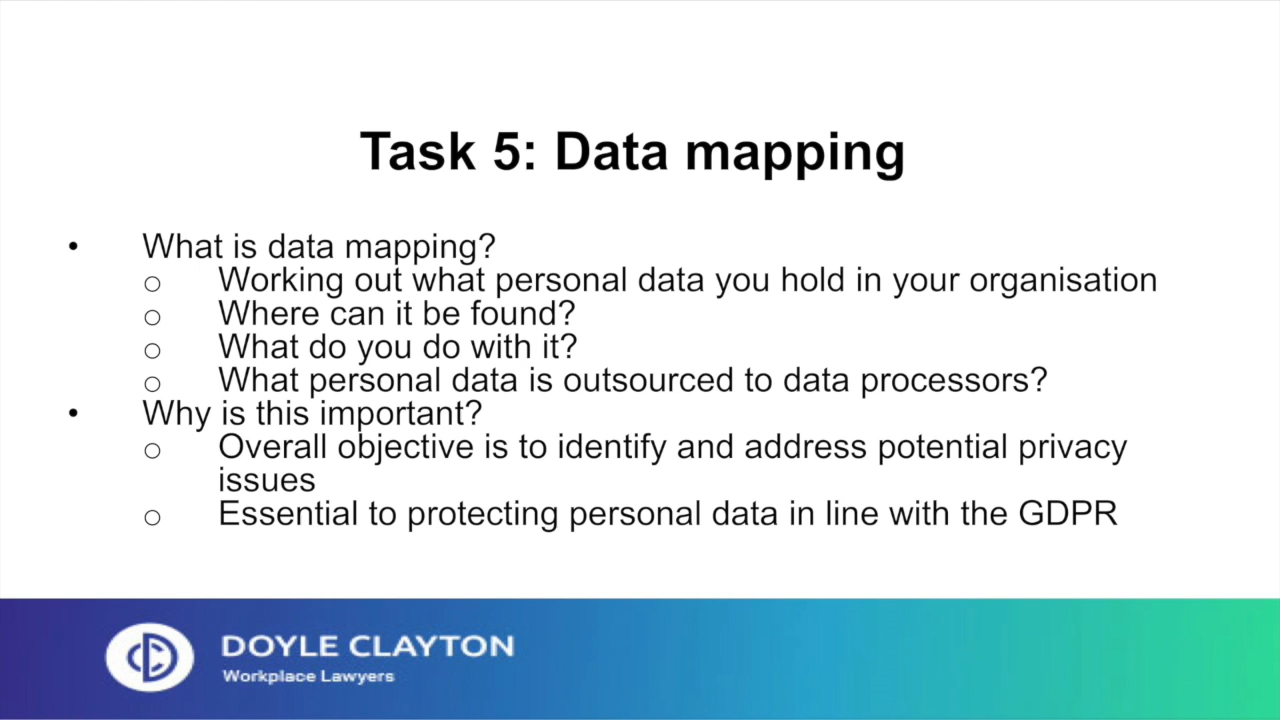 Task 5: Data mapping
• What is data mapping?
o Working out what personal data you hold in your organisation
o Where can it be found?
o What do you do with it?
o What personal data is outsourced to data processors?
• Why is this important?
o Overall objective is to identify and address potential privacy
issues
o Essential to protecting personal data in line with the GDPR
DOYLE CLAYTON
Workplace Lawyers